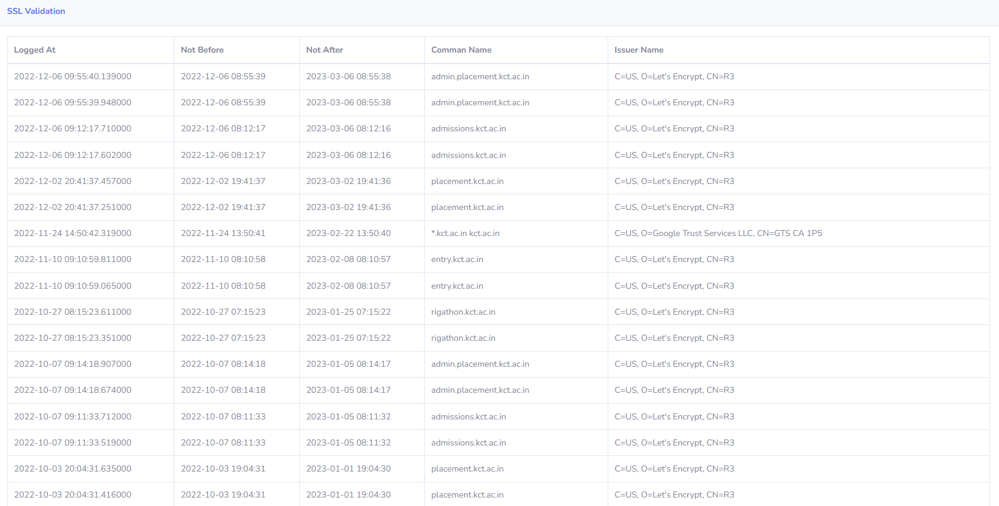 SSL Validation
Logged At Not Before Not After Comman Name Issuer Name
2022-12-06 09:55:40.139000 2022-12-06 08:55:39 2023-03-06 08:55:38 admin.placement.kct.ac.in C=US, O=Let's Encrypt, CN=R3
2022-12-06 09:55:39.948000 2022-12-06 08:55:39 2023-03-06 08:55:38 admin.placement.kct.ac.in C=US, O=Let's Encrypt, CN=R3
2022-12-06 09:12:17.710000 2022-12-06 08:12:17 2023-03-06 08:12:16 admissions.kct.ac.in C=US, O=Let's Encrypt, CN=R3
2022-12-06 09:12:17.602000 2022-12-06 08:12:17 2023-03-06 08:12:16 admissions.kct.ac.in C=US, O=Let's Encrypt, CN=R3
2022-12-02 20:41:37.457000 2022-12-02 19:41:37 2023-03-02 19:41:36 placement.kct.ac.in C=US, O=Let's Encrypt, CN=R3
2022-12-02 20:41:37.251000 2022-12-02 19:41:37 2023-03-02 19:41:36 placement.kct.ac.in C=US, O=Let's Encrypt, CN=R3
2022-11-24 14:50:42.319000 2022-11-24 13:50:41 2023-02-22 13:50:40 *.kct.ac.in kct.ac.in C=US, O=Google Trust Services LLC, CN=GTS CA 1P5
2022-11-10 09:10:59.811000 2022-11-10 08:10:58 2023-02-08 08:10:57 entry.kct.ac.in C=US, O=Let's Encrypt, CN=R3
2022-11-10 09:10:59.065000 2022-11-10 08:10:58 2023-02-08 08:10:57 entry.kct.ac.in C=US, O=Let's Encrypt, CN=R3
2022-10-27 08:15:23.611000 2022-10-27 07:15:23 2023-01-25 07:15:22 rigathon.kct.ac.in C=US, O=Let's Encrypt, CN=R3
2022-10-27 08:15:23.351000 2022-10-27 07:15:23 2023-01-25 07:15:22 rigathon.kct.ac.in C=US, O=Let's Encrypt, CN=R3
2022-10-07 09:14:18.907000 2022-10-07 08:14:18 2023-01-05 08:14:17 admin.placement.kct.ac.in C=US, O=Let's Encrypt, CN=R3
2022-10-07 09:14:18.674000 2022-10-07 08:14:18 2023-01-05 08:14:17 admin.placement.kct.ac.in C=US, O=Let's Encrypt, CN=R3
2022-10-07 09:11:33.712000 2022-10-07 08:11:33 2023-01-05 08:11:32 admissions.kct.ac.in C=US, O=Let's Encrypt, CN=R3
2022-10-07 09:11:33.519000 2022-10-07 08:11:33 2023-01-05 08:11:32 admissions.kct.ac.in C=US, O=Let's Encrypt, CN=R3
2022-10-03 20:04:31.635000 2022-10-03 19:04:31 2023-01-01 19:04:30 placement.kct.ac.in C=US, O=Let's Encrypt, CN=R3
2022-10-03 20:04:31.416000 2022-10-03 19:04:31 2023-01-01 19:04:30 placement.kct.ac.in C=US, O=Let's Encrypt, CN=R3